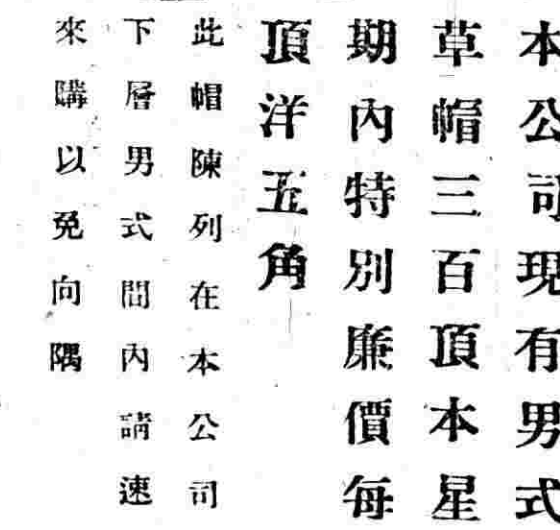 本公司現有男式
草帽三百頂本星
期內特別廉價每
頂洋五角
此帽陳列在本公司
下層男式間內請速
來購以免向隅